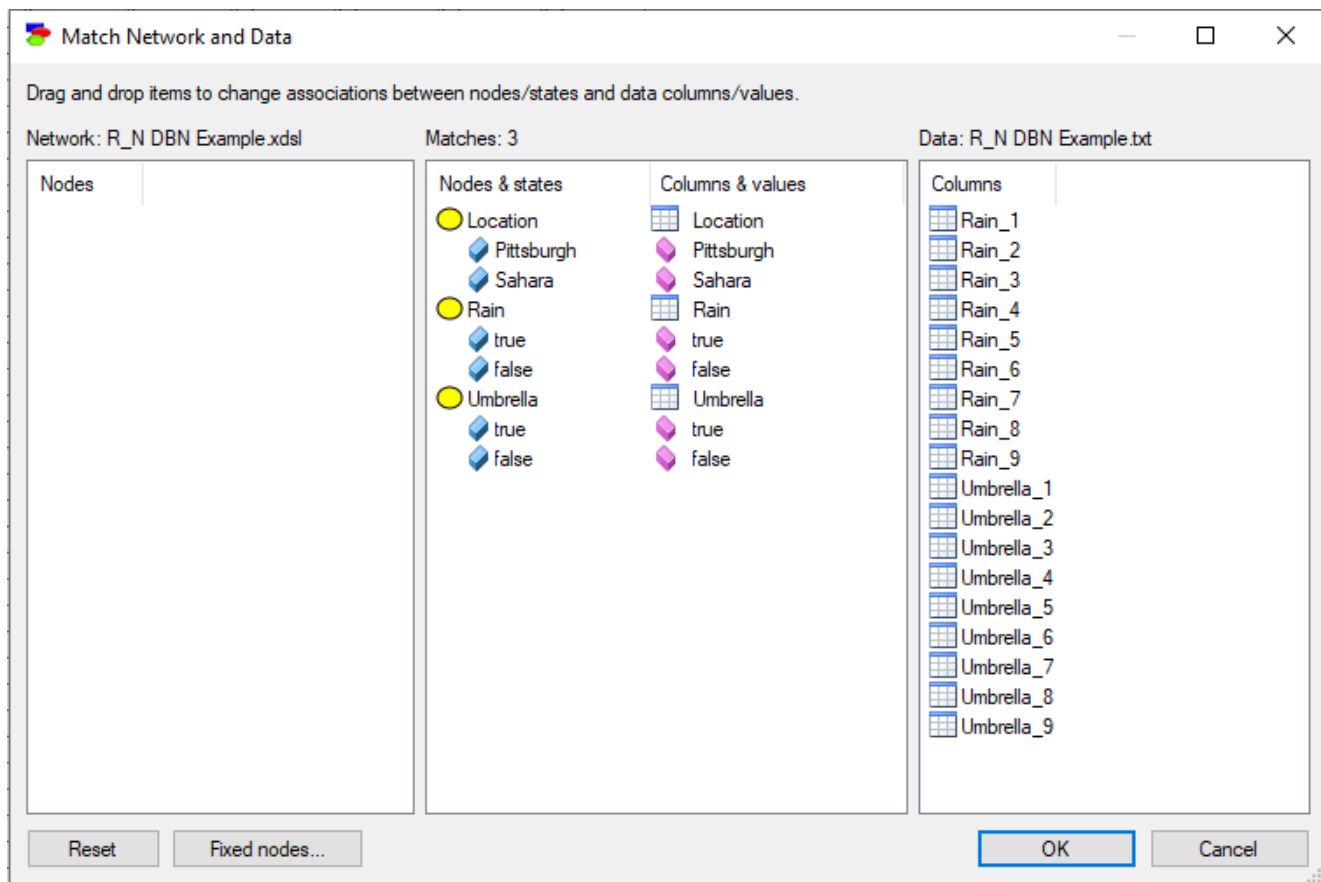 Match Network and Data
Drag and drop items to change associations between nodes/states and data columns/values.
Network: R_N DBN Example.xdsl
Nodes
Matches: 3
Nodes & states Columns & values
Location Location
Pittsburgh Pittsburgh
Sahara Sahara
Rain Rain
true true
false false
Umbrella Umbrella
true true
false false
Data: R_N DBN Example.txt
Columns
Rain_1
Rain_2
Rain_3
Rain_4
Rain_5
Rain_6
Rain_7
Rain_8
Rain_9
Umbrella_1
Umbrella_2
Umbrella_3
Umbrella_4
Umbrella_5
Umbrella_6
Umbrella_7
Umbrella_8
Umbrella_9
Reset Fixed nodes... OK Cancel